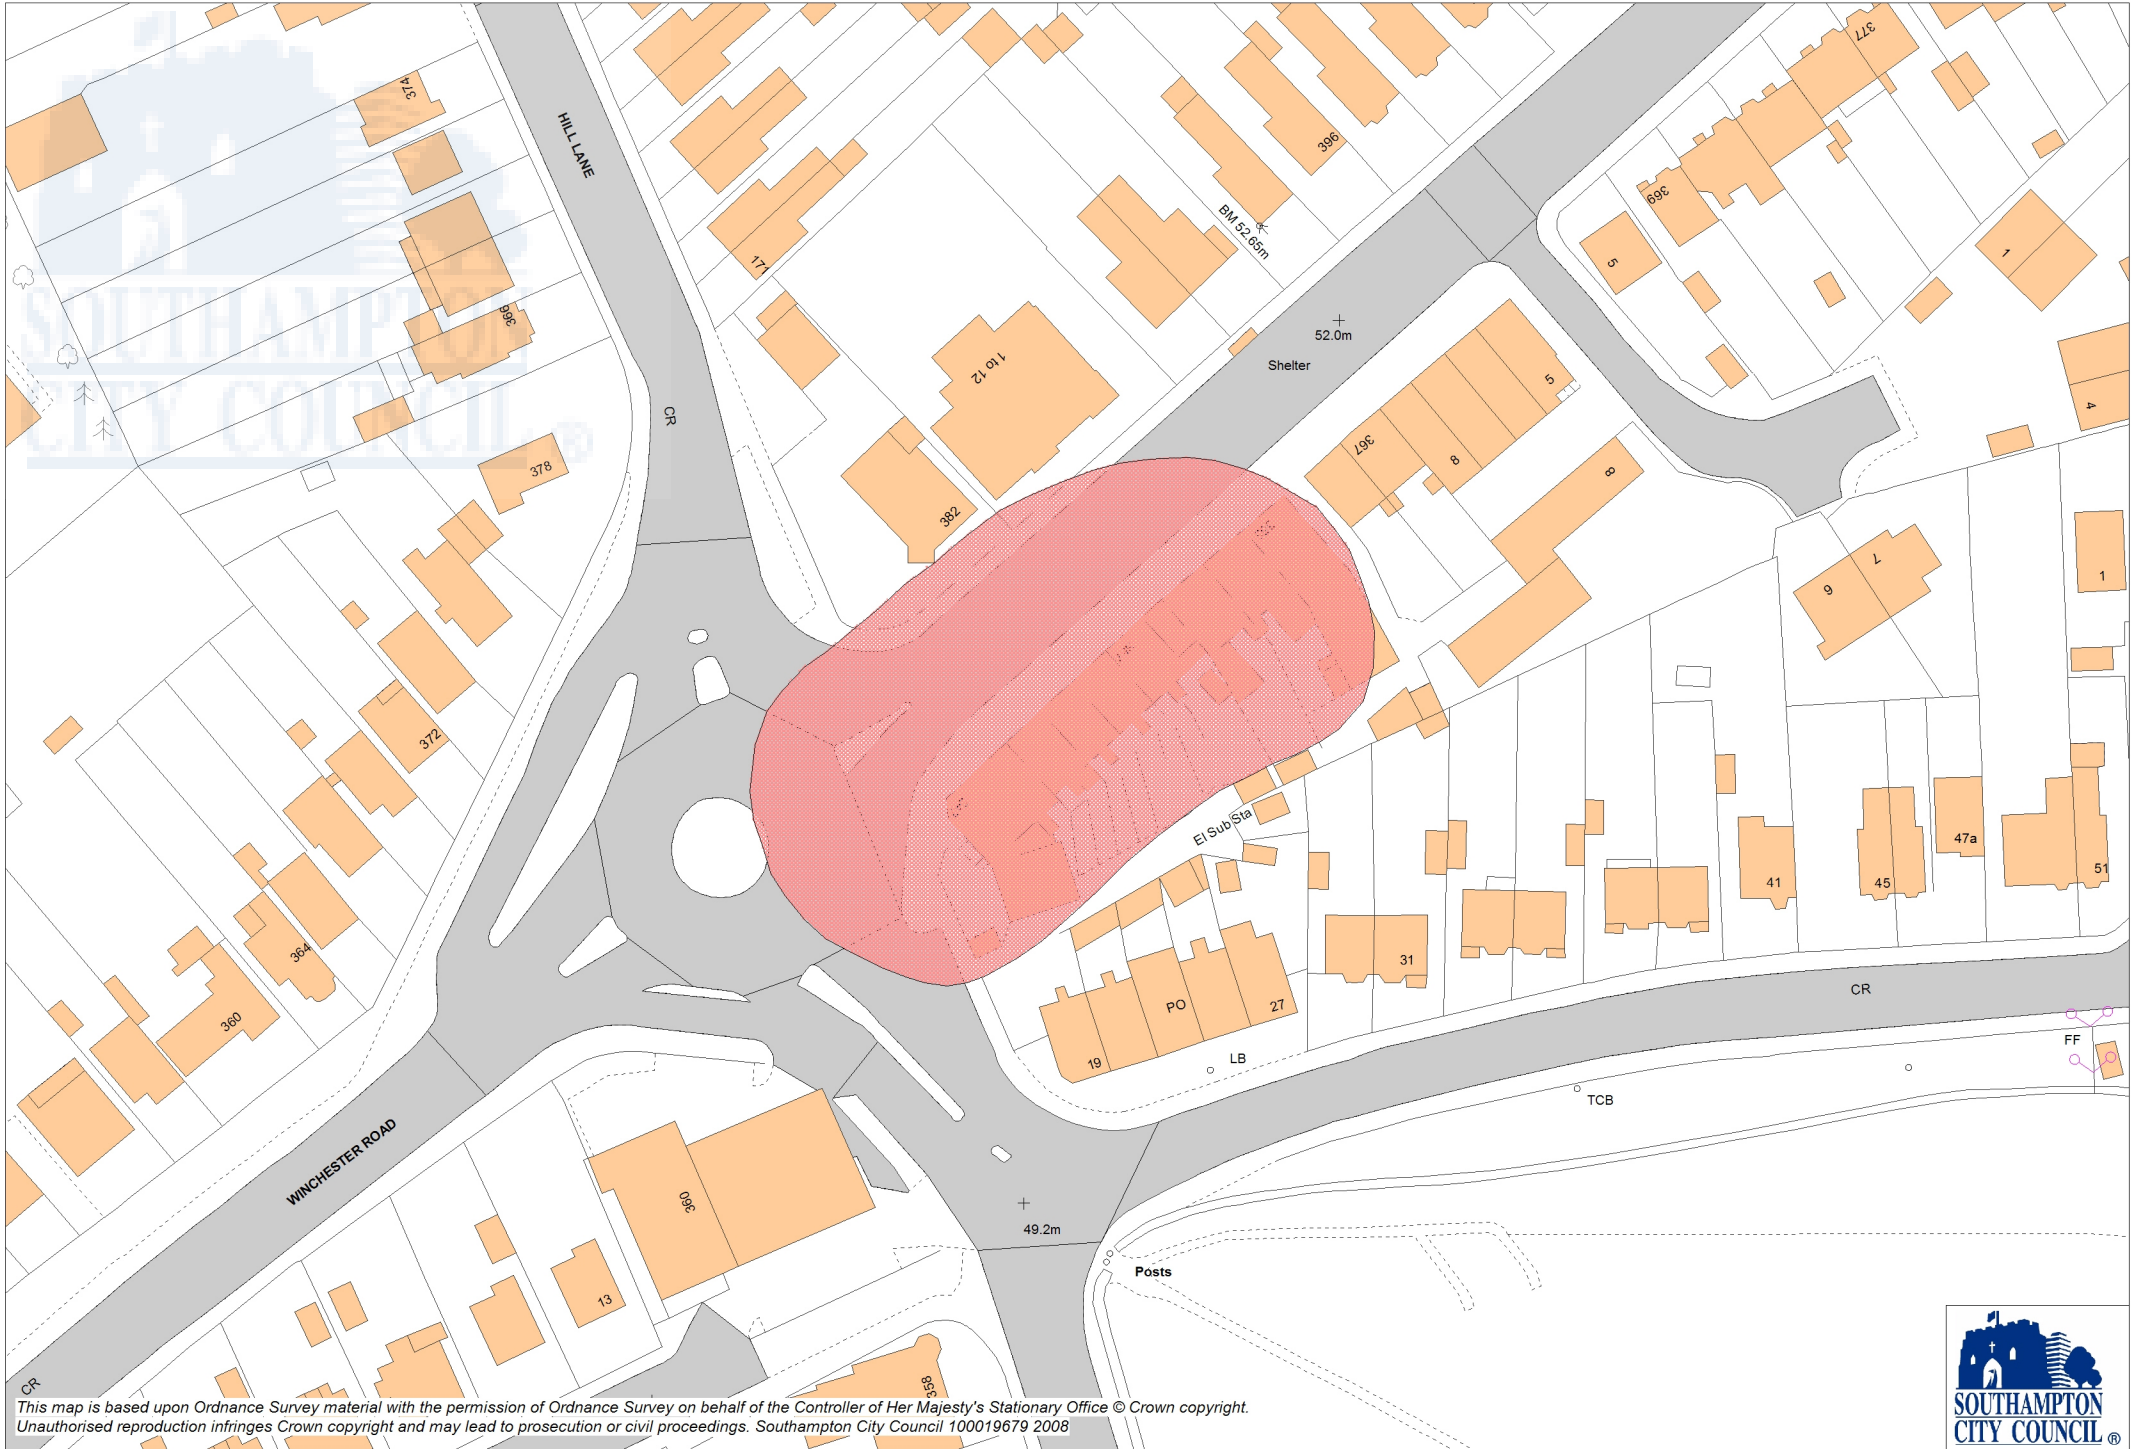 377
374
HILL LANE
396
369
BM 52.65m
5
1
171
SOUTHAMPTON
366
CITY COUNCIL ®
52.0m
Shelter
1 to 12
5
4
CR
367
8
8
378
382
7
6
1
372
El Sub Sta
47a
41
45
51
364
31
PO
27
CR
360
19
LB
FF
TCB
WINCHESTER ROAD
360
49.2m
Posts
13
358
CR
This map is based upon Ordnance Survey material with the permission of Ordnance Survey on behalf of the Controller of Her Majesty's Stationary Office © Crown copyright.
Unauthorised reproduction infringes Crown copyright and may lead to prosecution or civil proceedings. Southampton City Council 100019679 2008
SOUTHAMPTON
CITY COUNCIL ®